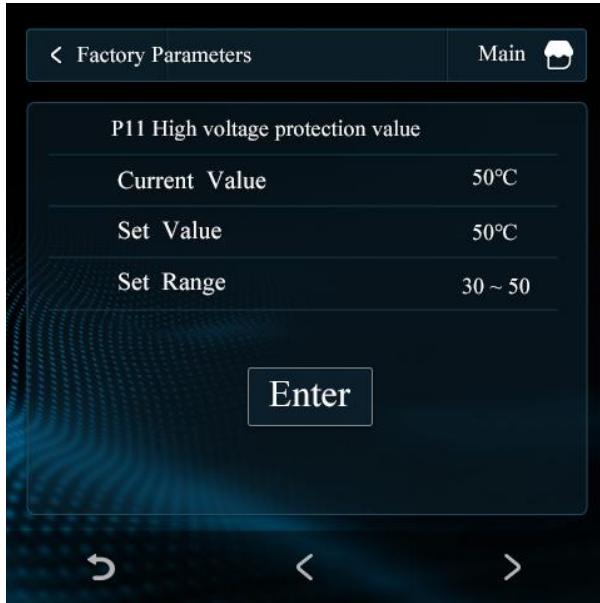 Factory Parameters Main
P11 High voltage protection value
Current Value 50℃
Set Value 50℃
Set Range 30 ~ 50
Enter